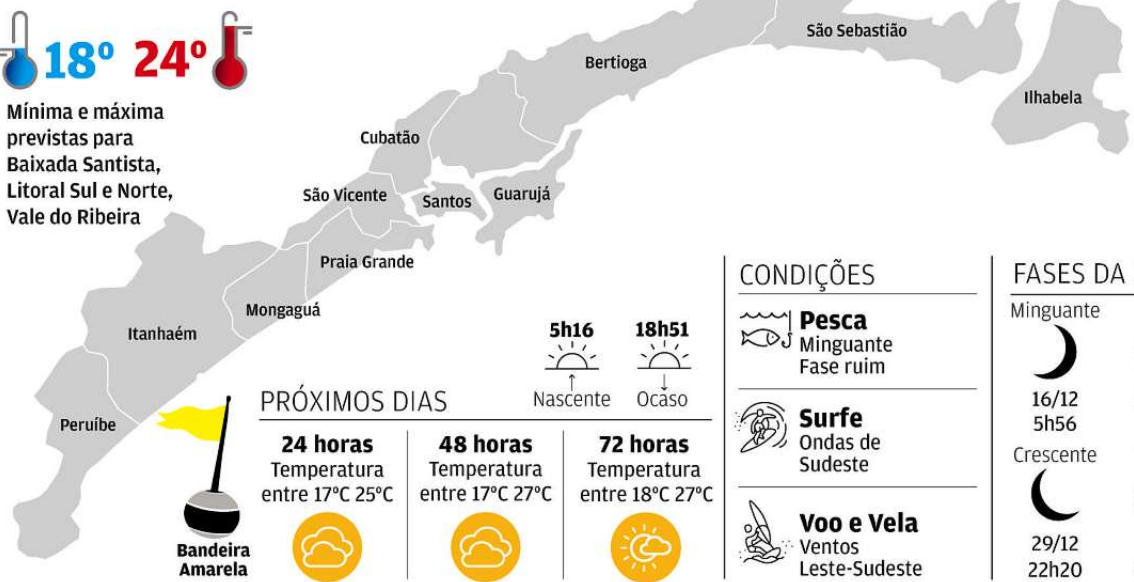 18º 24º
Mínima e máxima
previstas para
Baixada Santista,
Litoral Sul e Norte,
Vale do Ribeira
São Sebastião
Bertioga
Ilhabela
Cubatão
São Vicente
Santos
Guarujá
Praia Grande
Mongaguá
Itanhaém
Peruíbe
Bandeira
Amarela
PRÓXIMOS DIAS
5h16
Nascente
18h51
Ocaso
24 horas
Temperatura
entre 17ºC 25ºC
48 horas
Temperatura
entre 17ºC 27ºC
72 horas
Temperatura
entre 18ºC 27ºC
CONDIÇÕES
Pesca
Minguante
Fase ruim
Surfe
Ondas de
Sudeste
Voo e Vela
Ventos
Leste-Sudeste
FASES DA
Minguante
16/12
5h56
Crescente
29/12
22h20